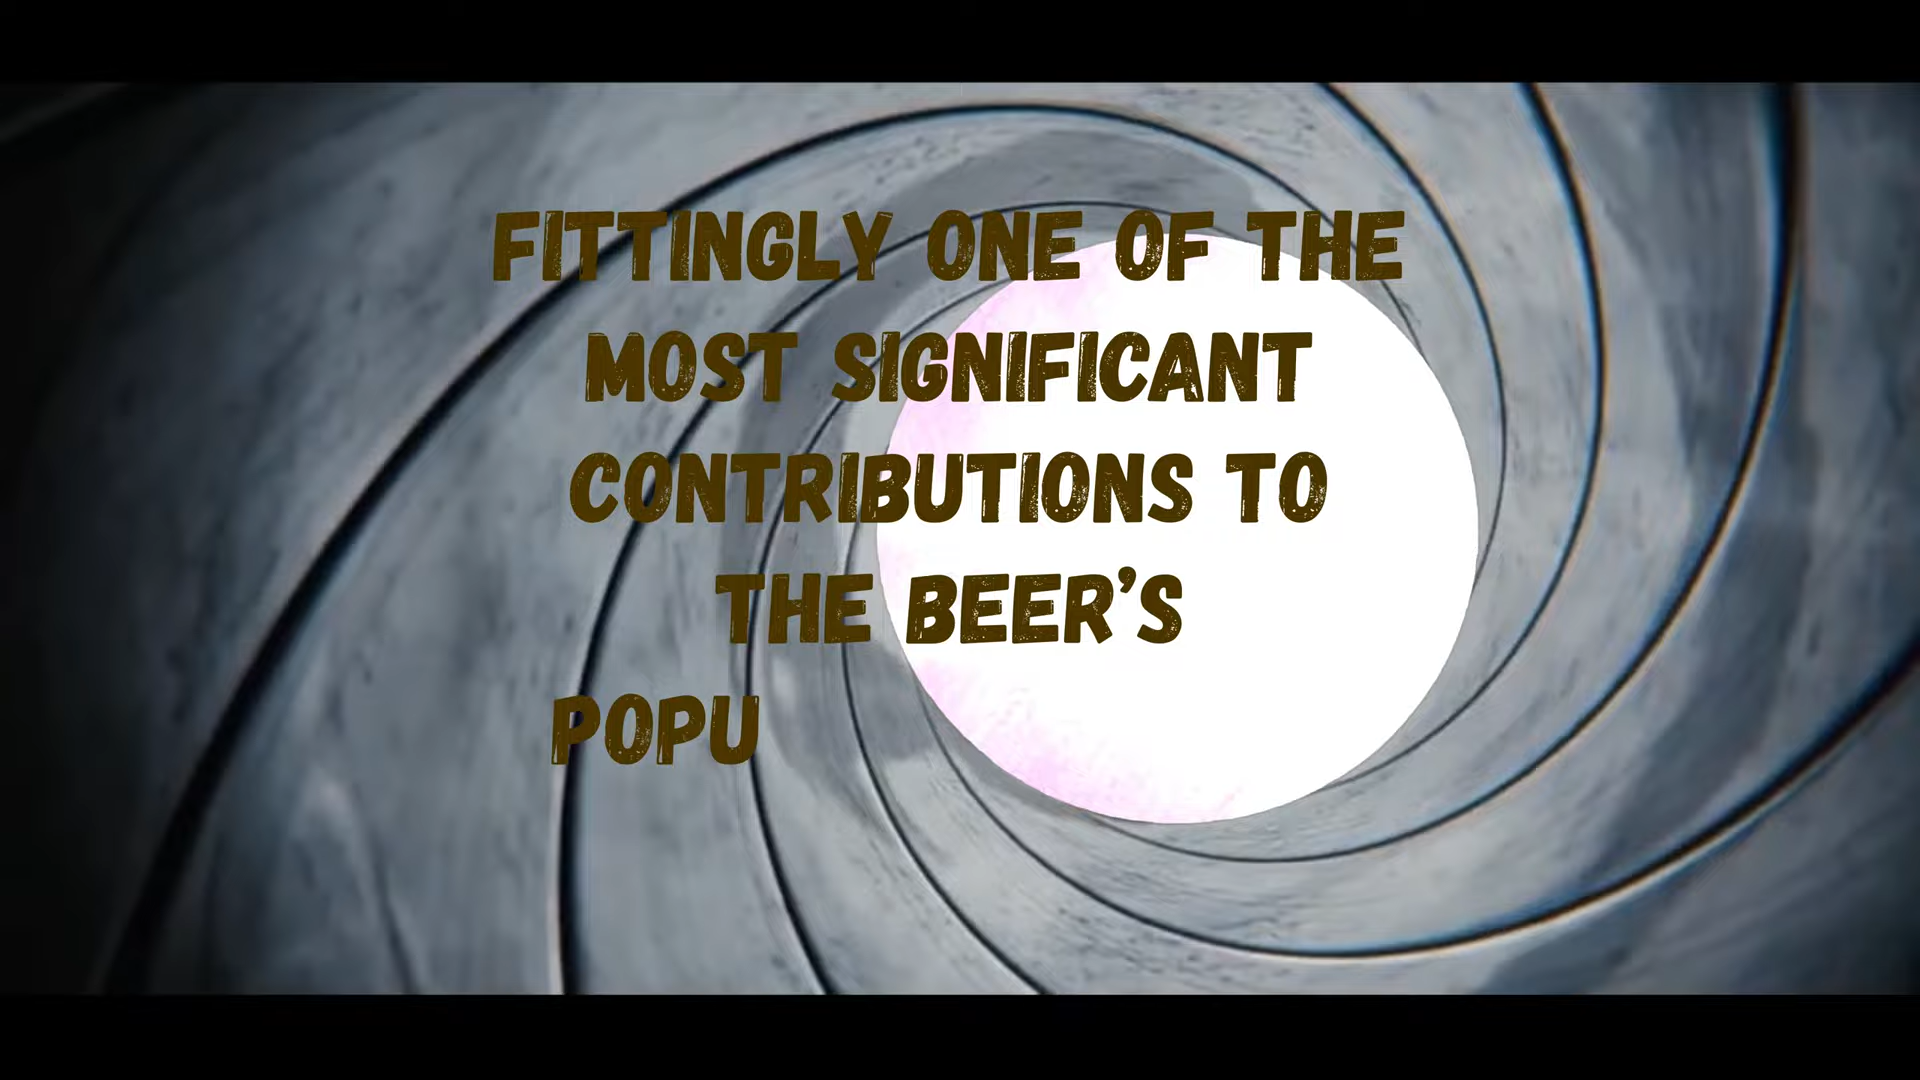 FITTINGLY ONE OF THE
MOST SIGNIFICANT
CONTRIBUTIONS TO
THE BEER'S
POPU